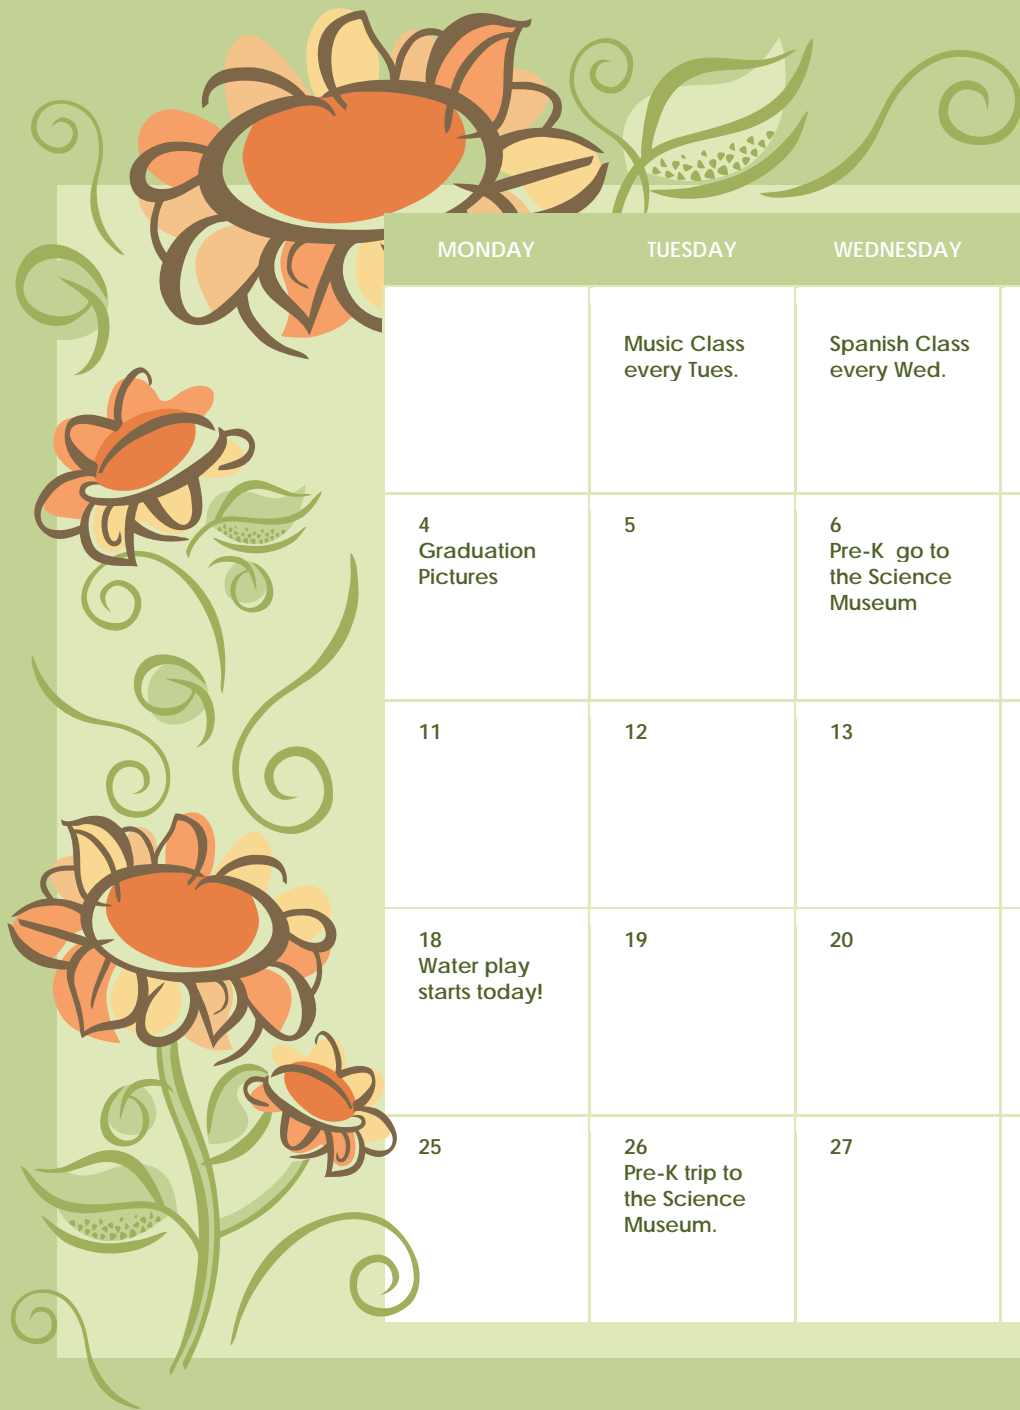 MONDAY TUESDAY WEDNESDAY
Music Class
every Tues.
Spanish Class
every Wed.
4
Graduation
Pictures
5
6
Pre-K  go to
the Science
Museum
11
12
13
18
Water play
starts today!
19
20
25
26
Pre-K trip to
the Science
Museum.
27